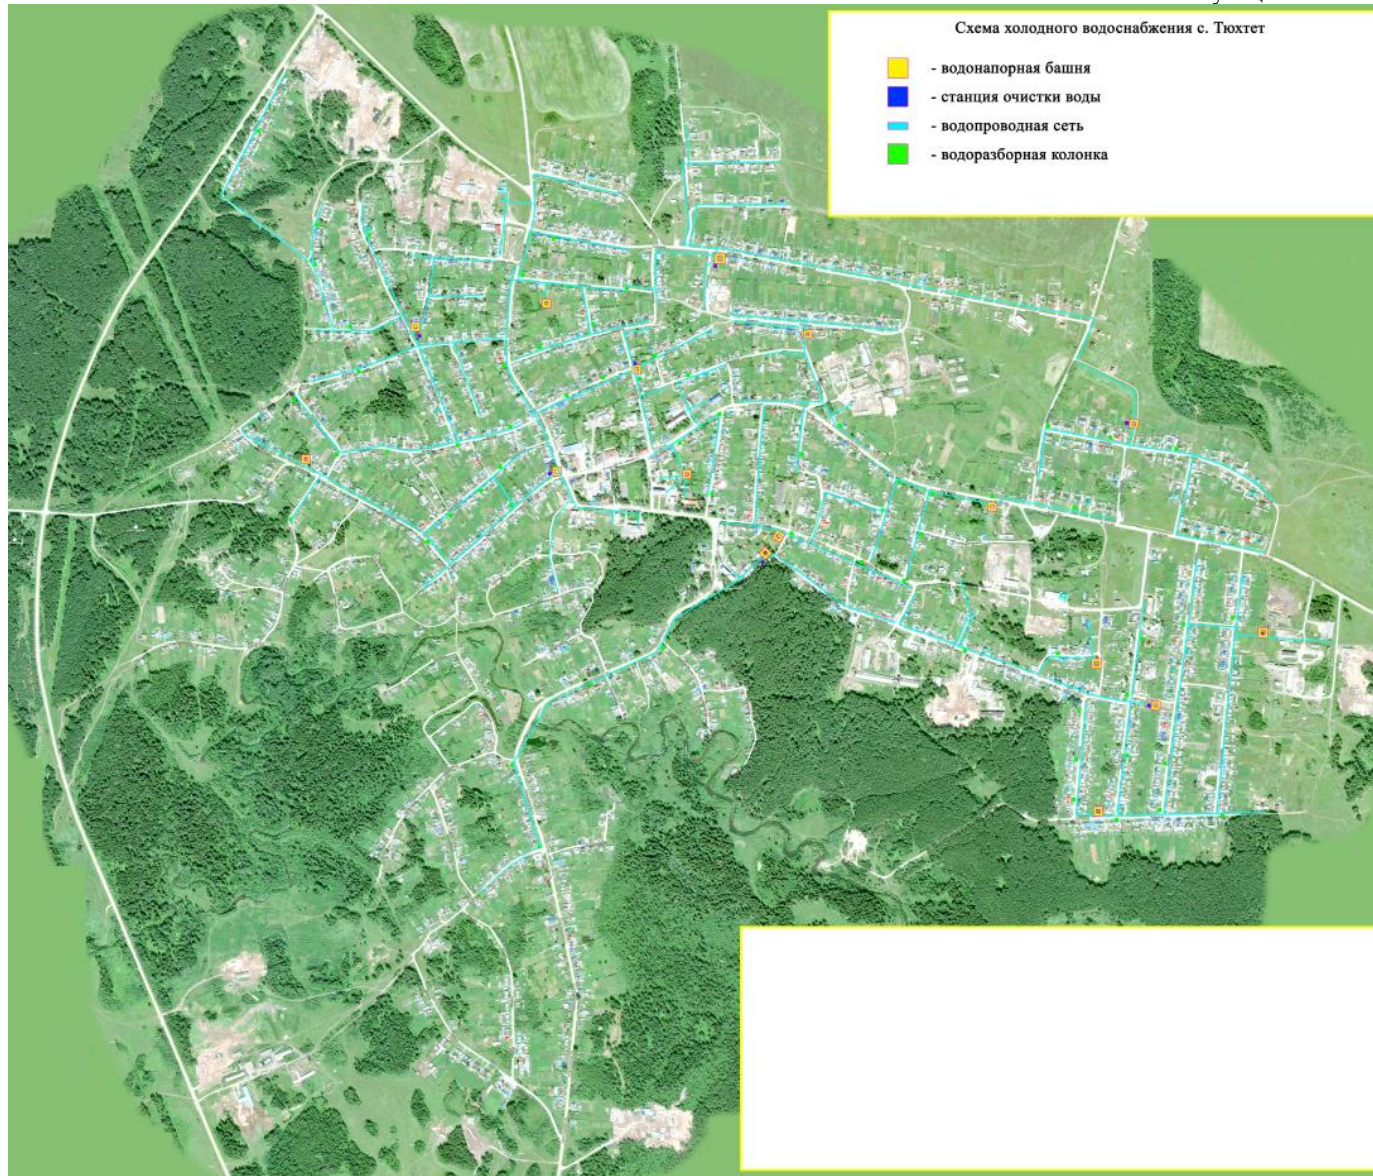 Схема холодного водоснабжения с. Тюхтет
- водонапорная башня
- станция очистки воды
- водопроводная сеть
- водоразборная колонка